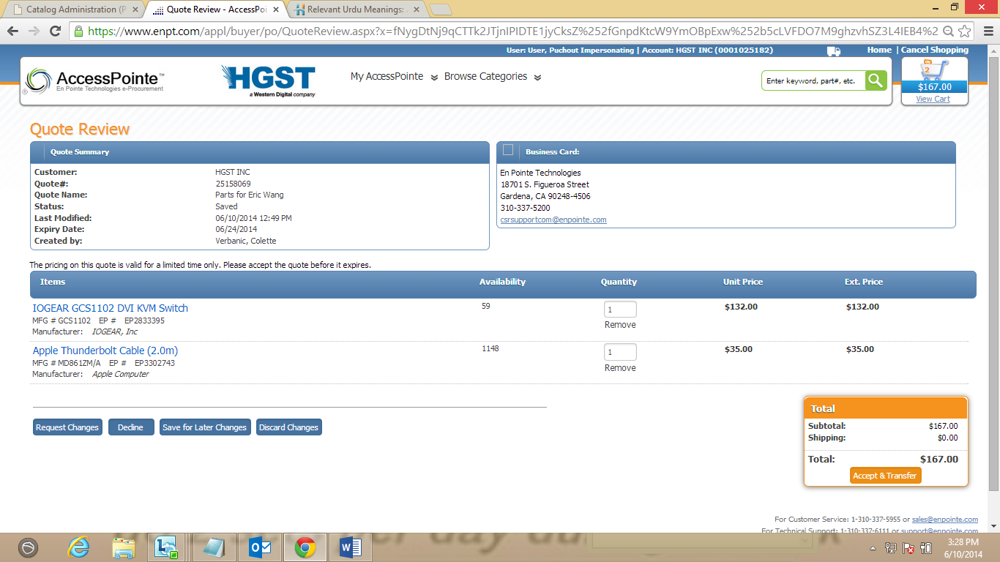 Catalog Administration (P
Quote Review - AccessPoi
Relevant Urdu Meanings:
https://www.enpt.com/appl/buyer/po/QuoteReview.aspx?x=fNygDtNj9qCTTk2JTjnIPIDTE1jyCksZ%252fGnpdKtcW9YmOBpExw%252b5cLVFDO7M9ghzvhSZ3L4IEB4%2
User: User, Puchout Impersonating | Account: HGST INC (0001025182)
Home | Cancel Shopping
AccessPointe™
® En Pointe Technologies e-Procurement
HGST
a Western Digital company
My AccessPointe
Browse Categories
Enter keyword, part#, etc.
2
$167.00
View Cart
Quote Review
Quote Summary
Customer: HGST INC
Quote#: 25158069
Quote Name: Parts for Eric Wang
Status: Saved
Last Modified: 06/10/2014 12:49 PM
Expiry Date: 06/24/2014
Created by: Verbanic, Colette
Business Card:
En Pointe Technologies
18701 S. Figueroa Street
Gardena, CA 90248-4506
310-337-5200
csrsupportcom@enpointe.com
The pricing on this quote is valid for a limited time only. Please accept the quote before it expires.
Items Availability Quantity Unit Price Ext. Price
IOGEAR GCS1102 DVI KVM Switch 59 1 $132.00 $132.00
MFG # GCS1102 EP # EP2833395 Remove
Manufacturer: IOGEAR, Inc
Apple Thunderbolt Cable (2.0m) 1148 1 $35.00 $35.00
MFG # MD861ZM/A EP # EP3302743 Remove
Manufacturer: Apple Computer
Request Changes Decline Save for Later Changes Discard Changes
Total
Subtotal: $167.00
Shipping: $0.00
Total: $167.00
Accept & Transfer
For Customer Service: 1-310-337-5955 or sales@enpointe.com
For Technical Support: 1-310-337-6111 or support@enpointe.com
3:28 PM
6/10/2014